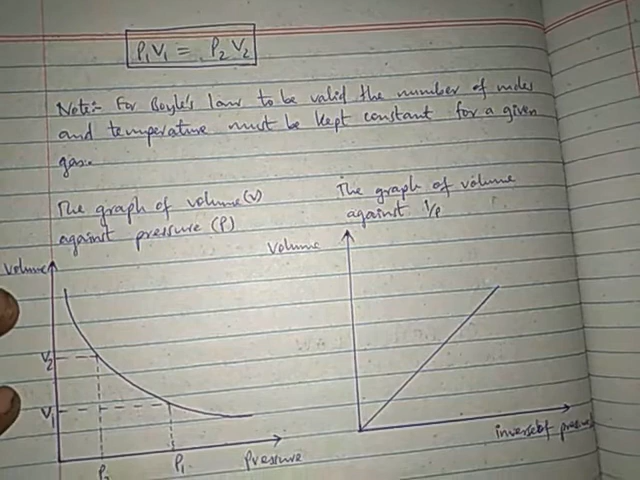 P₁V₁ = P₂V₂
Note:- For Boyle's law to be valid the number of moles
and temperature must be kept constant for a given
gas.
The graph of volume (V)
against pressure (P)
The graph of volume
against 1/P
Volume
V₂
V₁
P₂
P₁
Pressure
Volume
inverse of pressure